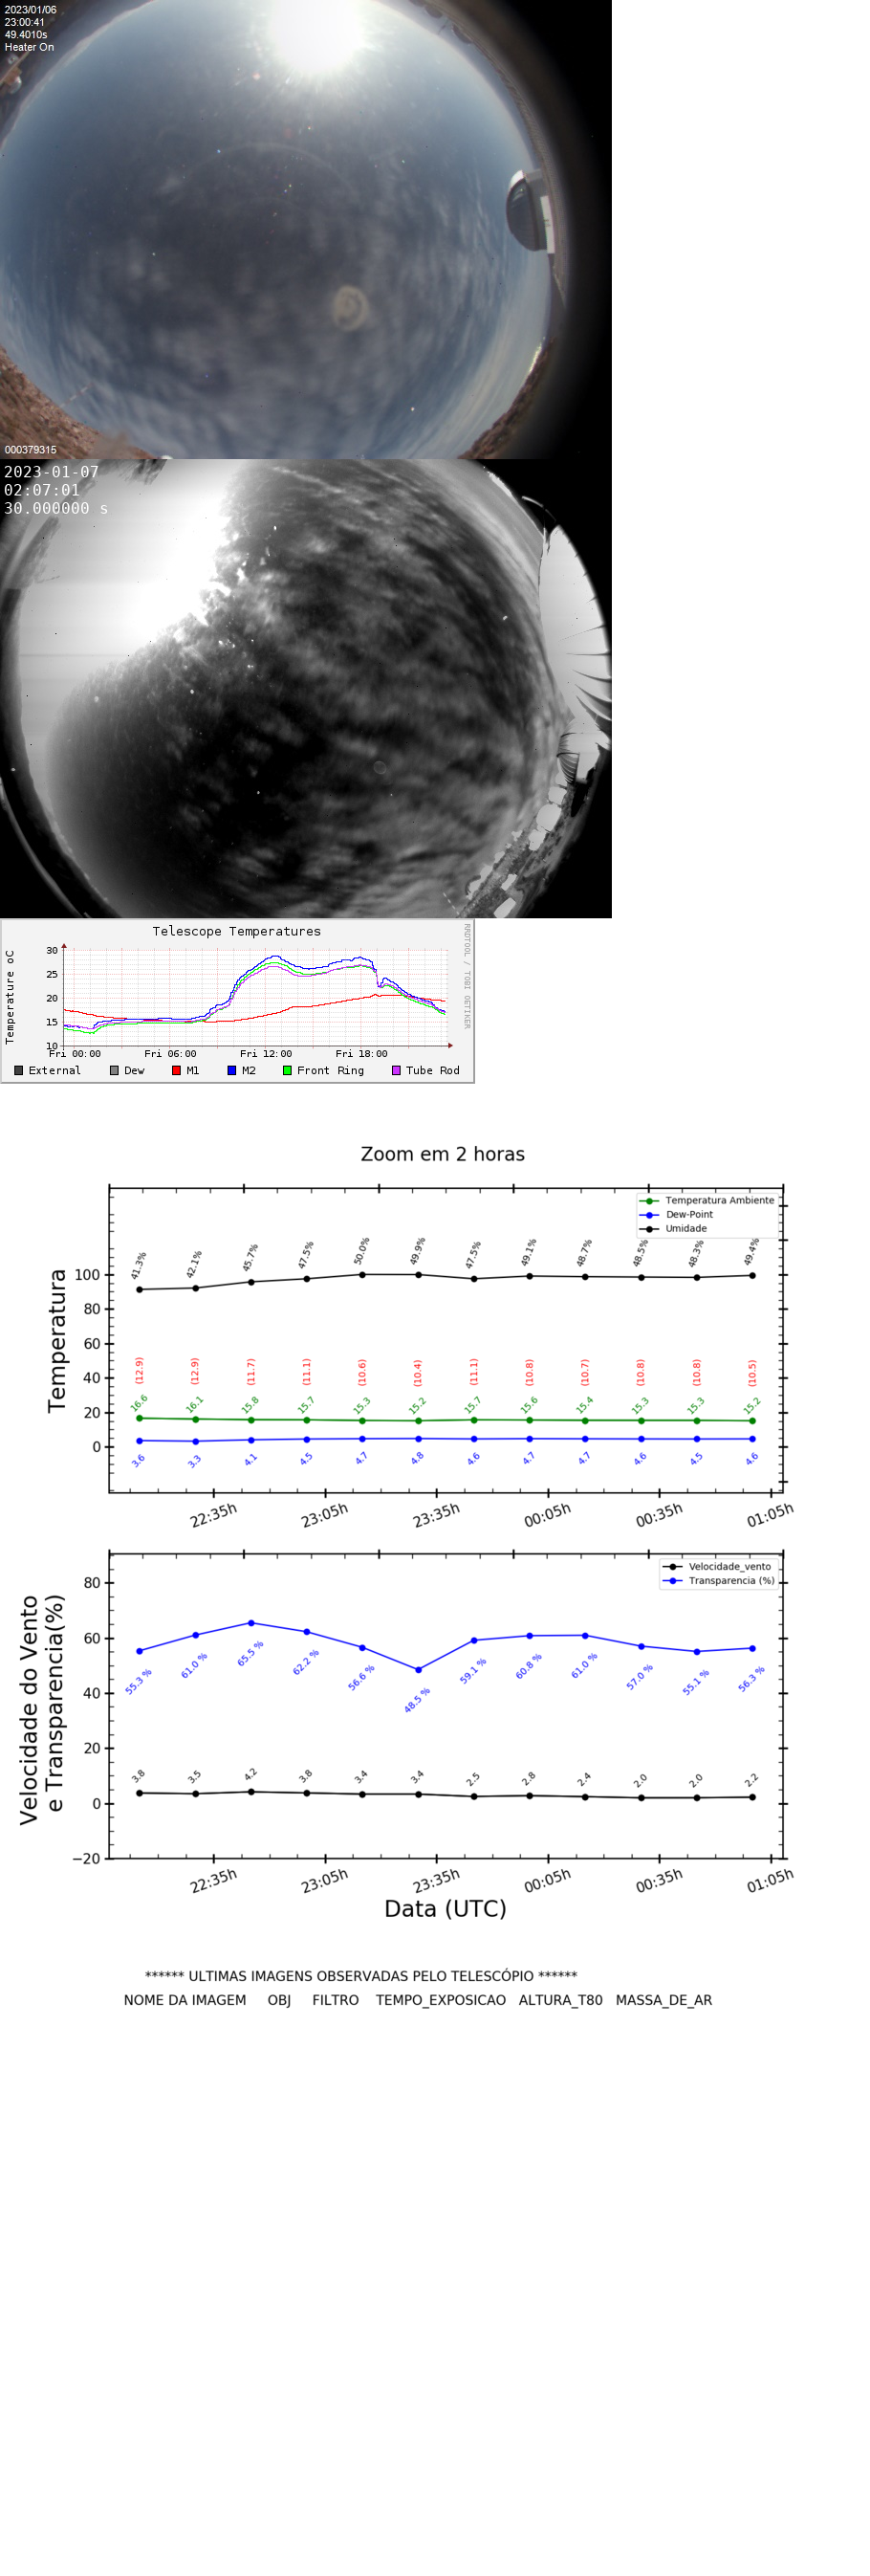 2023/01/06
23:00:41
49.4010s
Heater On
000379315
2023-01-07
02:07:01
30.000000 s
Telescope Temperatures
RRDTOOL / TOBI OETIKER
Temperature oC
30
25
20
15
10
Fri 00:00 Fri 06:00 Fri 12:00 Fri 18:00
External Dew M1 M2 Front Ring Tube Rod
Zoom em 2 horas
Temperatura Ambiente
Dew-Point
Umidade
Temperatura
100
80
60
40
20
0
41.3% 42.1% 45.7% 47.5% 50.0% 49.9% 47.5% 49.1% 48.7% 48.5% 48.3% 49.4%
(12.9) (12.9) (11.7) (11.1) (10.6) (10.4) (11.1) (10.8) (10.7) (10.8) (10.8) (10.5)
16.6 16.1 15.8 15.7 15.3 15.2 15.7 15.6 15.4 15.3 15.3 15.2
3.6 3.3 4.1 4.5 4.7 4.8 4.6 4.7 4.7 4.6 4.5 4.6
22:35h 23:05h 23:35h 00:05h 00:35h 01:05h
Velocidade_vento
Transparencia (%)
Velocidade do Vento
e Transparencia(%)
80
60
40
20
0
−20
55.3 % 61.0 % 65.5 % 62.2 % 56.6 % 48.5 % 59.1 % 60.8 % 61.0 % 57.0 % 55.1 % 56.3 %
3.8 3.5 4.2 3.8 3.4 3.4 2.5 2.8 2.4 2.0 2.0 2.2
22:35h 23:05h 23:35h 00:05h 00:35h 01:05h
Data (UTC)
****** ULTIMAS IMAGENS OBSERVADAS PELO TELESCÓPIO ******
NOME DA IMAGEM OBJ FILTRO TEMPO_EXPOSICAO ALTURA_T80 MASSA_DE_AR